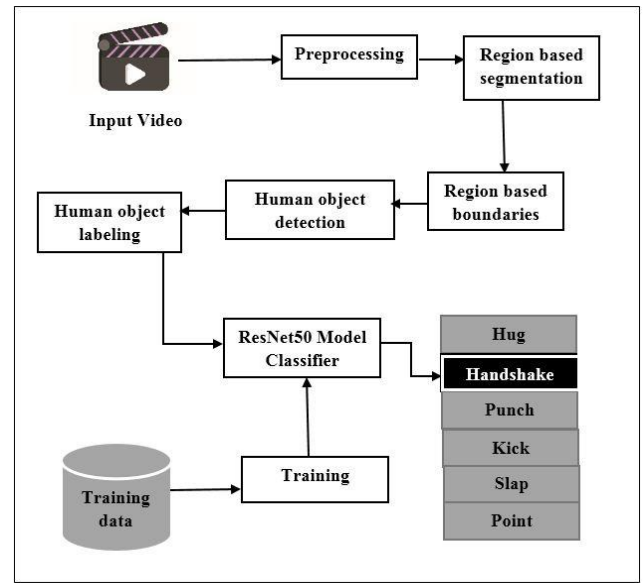 Input Video
Preprocessing
Region based
segmentation
Region based
boundaries
Human object
detection
Human object
labeling
ResNet50 Model
Classifier
Hug
Handshake
Punch
Kick
Slap
Point
Training
data
Training